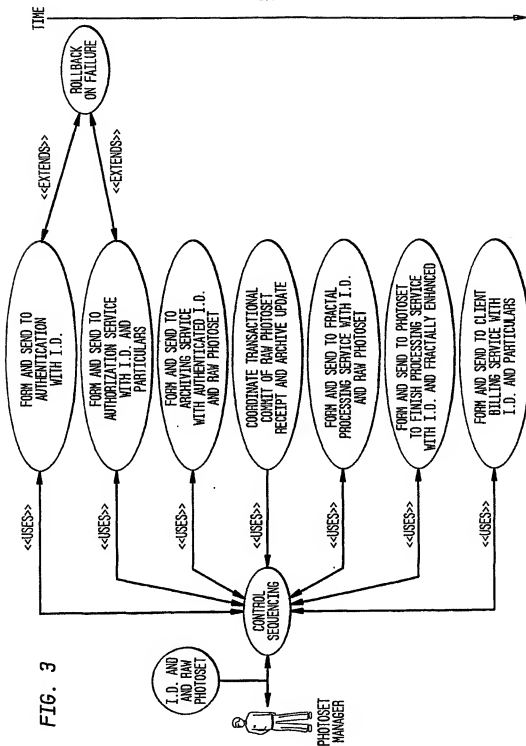 FIG. 3
TIME
I.D. AND
AND RAW
PHOTOSET
PHOTOSET
MANAGER
CONTROL
SEQUENCING
<<USES>>
FORM AND SEND TO
AUTHENTICATION
WITH I.D.
<<USES>>
FORM AND SEND TO
AUTHORIZATION SERVICE
WITH I.D. AND
PARTICULARS
<<USES>>
FORM AND SEND TO
ARCHIVING SERVICE
WITH AUTHENTICATED I.D.
AND RAW PHOTOSET
<<USES>>
COORDINATE TRANSACTIONAL
COMMIT OF RAW PHOTOSET
RECEIPT AND ARCHIVE UPDATE
<<USES>>
FORM AND SEND TO FRACTAL
PROCESSING SERVICE WITH I.D.
AND RAW PHOTOSET
<<USES>>
FORM AND SEND TO PHOTOSET
TO FINISH PROCESSING SERVICE
WITH I.D. AND FRACTALLY ENHANCED
<<USES>>
FORM AND SEND TO CLIENT
BILLING SERVICE WITH
I.D. AND PARTICULARS
<<EXTENDS>>
<<EXTENDS>>
ROLLBACK
ON FAILURE